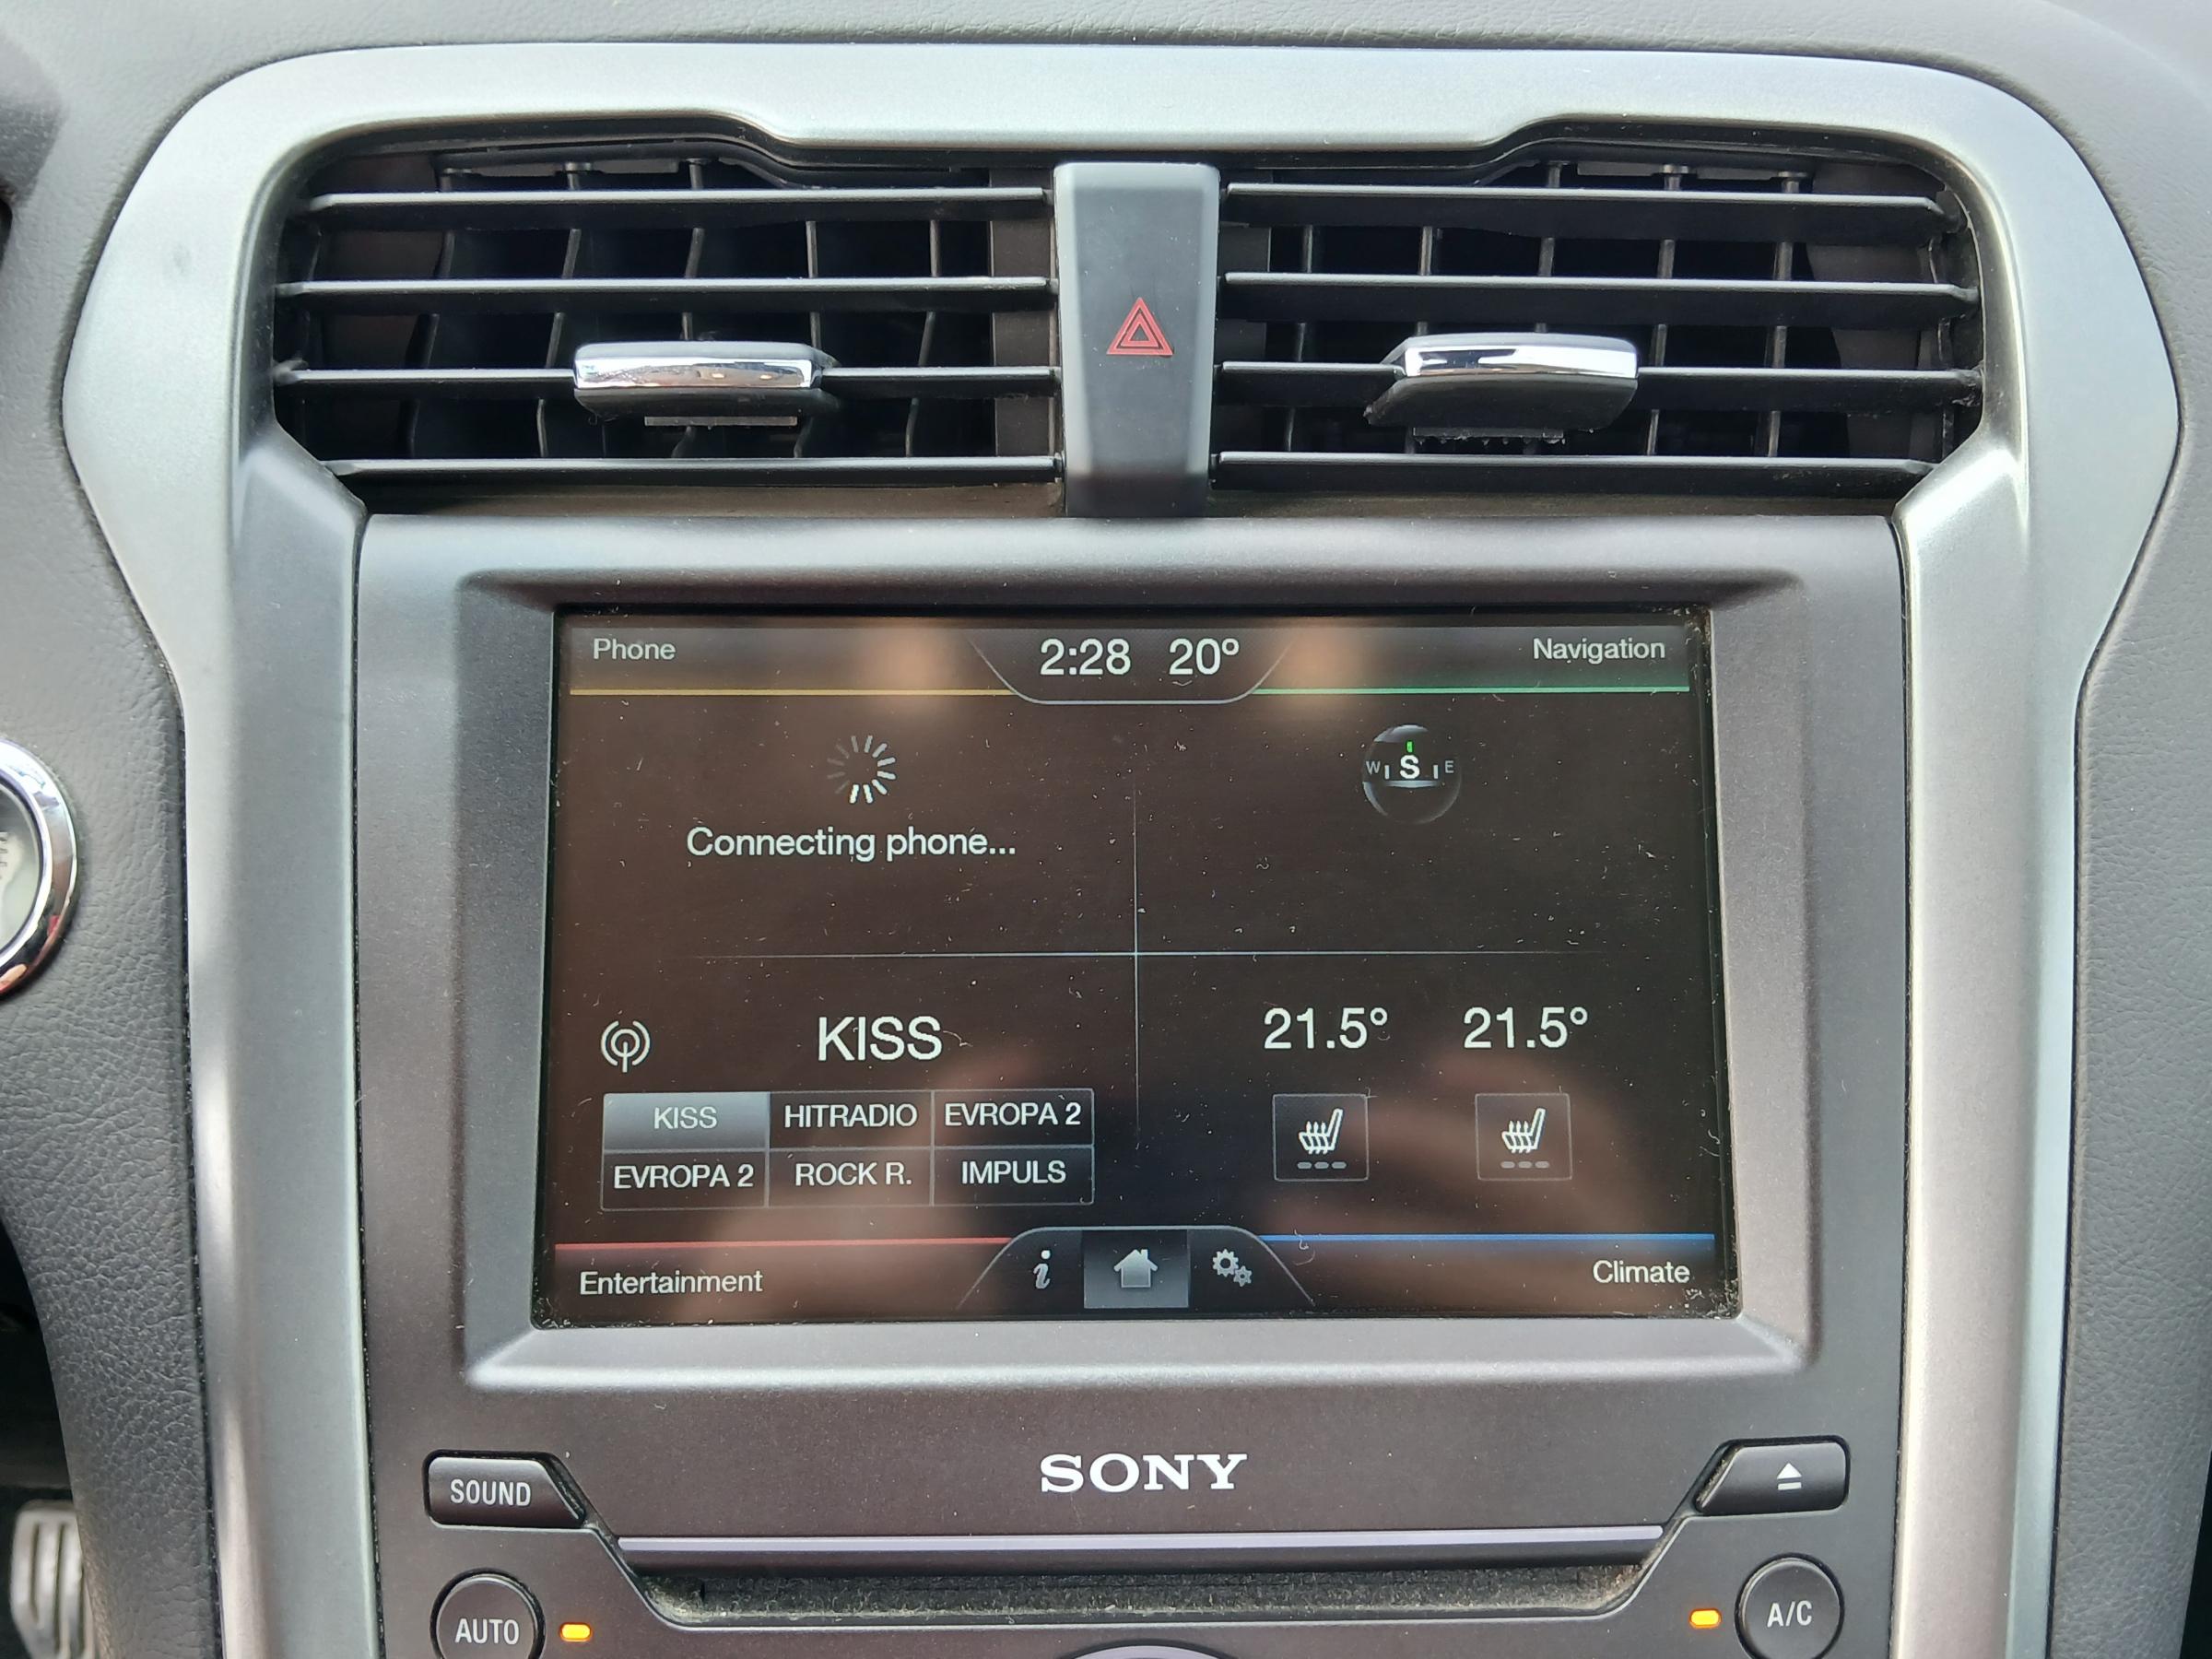 Phone 2:28 20° Navigation
W S E
Connecting phone...
KISS 21.5° 21.5°
KISS HITRADIO EVROPA 2
EVROPA 2 ROCK R. IMPULS
Entertainment i Climate
SONY
SOUND
AUTO A/C